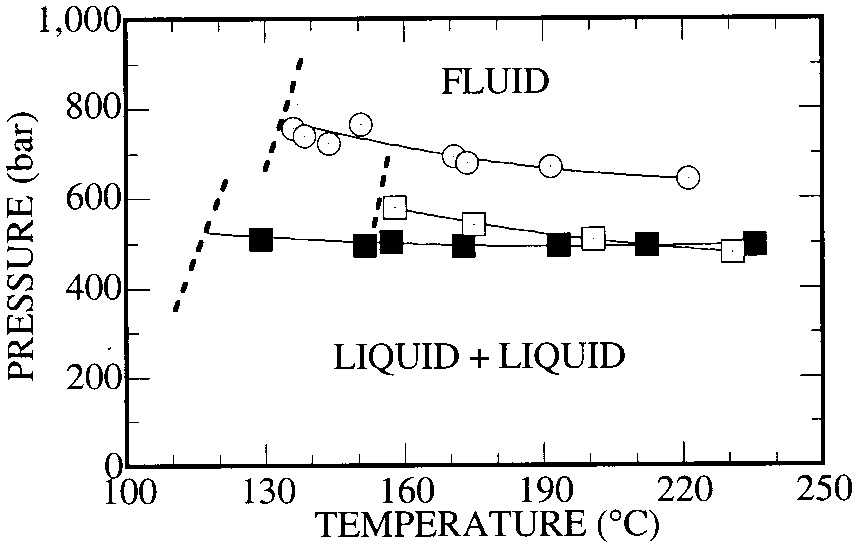 1,000
800
600
400
200
0
PRESSURE (bar)
FLUID
LIQUID + LIQUID
100 130 160 190 220 250
TEMPERATURE (°C)